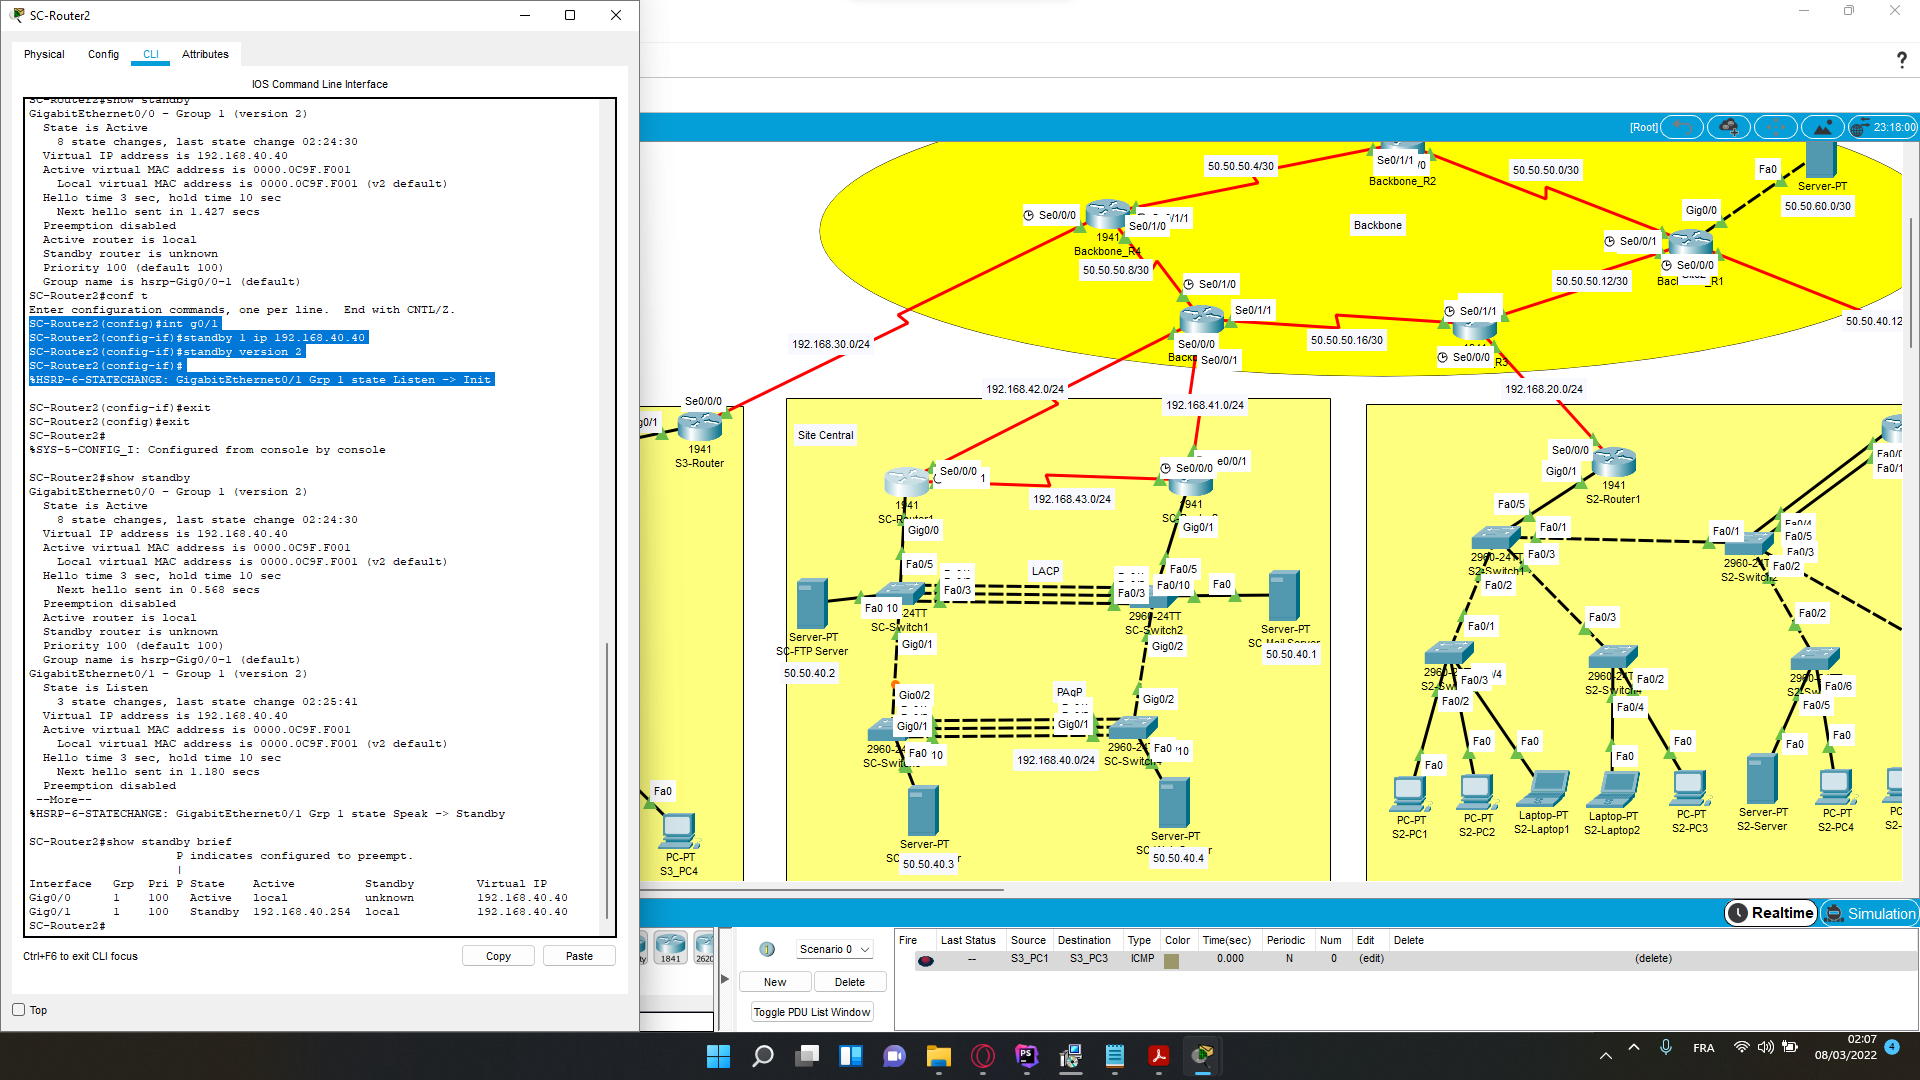 SC-Router2
Physical
Config
CLI
Attributes
IOS Command Line Interface
SC-Router2#show standby
GigabitEthernet0/0 - Group 1 (version 2)
State is Active
8 state changes, last state change 02:24:30
Virtual IP address is 192.168.40.40
Active virtual MAC address is 0000.0C9F.F001
Local virtual MAC address is 0000.0C9F.F001 (v2 default)
Hello time 3 sec, hold time 10 sec
Next hello sent in 1.427 secs
Preemption disabled
Active router is local
Standby router is unknown
Priority 100 (default 100)
Group name is hsrp-Gig0/0-1 (default)
SC-Router2#conf t
Enter configuration commands, one per line.  End with CNTL/Z.
SC-Router2(config)#int g0/1
SC-Router2(config-if)#standby 1 ip 192.168.40.40
SC-Router2(config-if)#standby version 2
SC-Router2(config-if)#
%HSRP-6-STATECHANGE: GigabitEthernet0/1 Grp 1 state Listen -> Init
SC-Router2(config-if)#exit
SC-Router2(config)#exit
SC-Router2#
%SYS-5-CONFIG_I: Configured from console by console
SC-Router2#show standby
GigabitEthernet0/0 - Group 1 (version 2)
State is Active
8 state changes, last state change 02:24:30
Virtual IP address is 192.168.40.40
Active virtual MAC address is 0000.0C9F.F001
Local virtual MAC address is 0000.0C9F.F001 (v2 default)
Hello time 3 sec, hold time 10 sec
Next hello sent in 0.568 secs
Preemption disabled
Active router is local
Standby router is unknown
Priority 100 (default 100)
Group name is hsrp-Gig0/0-1 (default)
GigabitEthernet0/1 - Group 1 (version 2)
State is Listen
3 state changes, last state change 02:25:41
Virtual IP address is 192.168.40.40
Active virtual MAC address is 0000.0C9F.F001
Local virtual MAC address is 0000.0C9F.F001 (v2 default)
Hello time 3 sec, hold time 10 sec
Next hello sent in 1.180 secs
Preemption disabled
--More--
%HSRP-6-STATECHANGE: GigabitEthernet0/1 Grp 1 state Speak -> Standby
SC-Router2#show standby brief
P indicates configured to preempt.
|
Interface Grp Pri P State Active Standby Virtual IP
Gig0/0 1 100 Active local unknown 192.168.40.40
Gig0/1 1 100 Standby 192.168.40.254 local 192.168.40.40
SC-Router2#
Ctrl+F6 to exit CLI focus
Copy
Paste
Top
?
[Root]
23:18:00
50.50.50.4/30
Se0/1/1
/0
Backbone_R2
50.50.50.0/30
Fa0
Server-PT
50.50.60.0/30
Se0/0/0
/1/1
Se0/1/0
1941
Backbone_R4
Backbone
Gig0/0
Se0/0/1
Se0/0/0
_R1
50.50.50.8/30
Se0/1/0
50.50.50.12/30
Se0/1/1
Se0/1/1
50.50.40.12
192.168.30.0/24
Se0/0/0
Se0/0/1
50.50.50.16/30
Se0/0/0
R3
192.168.42.0/24
192.168.41.0/24
192.168.20.0/24
Se0/0/0
g0/1
1941
S3-Router
Site Central
Se0/0/0
1
192.168.43.0/24
Se0/0/0
e0/0/1
1941
1941
Gig0/0
Gig0/1
Se0/0/0
Gig0/1
1941
S2-Router1
Fa0/
Fa0/1
Fa0/5
Fa0/1
Fa0/3
Fa0/2
Fa0/1
Fa0/4
Fa0/5
Fa0/3
Fa0/2
Fa0/5
LACP
Fa0/5
Fa0/3
Fa0/3
Fa0/10
Fa0
Fa0
10
24TT
SC-Switch1
2960-24TT
SC-Switch2
Server-PT
SC-FTP Server
50.50.40.2
Server-PT
SC-Mail Server
50.50.40.1
Gig0/1
Gig0/2
Fa0/1
Fa0/3
Fa0/2
Gig0/2
Gig0/1
PAgP
Gig0/1
Gig0/2
Fa0
10
Fa0
10
192.168.40.0/24
Fa0/3
/4
Fa0/2
Fa0/2
Fa0/4
Fa0/6
Fa0/5
Fa0
Fa0
Fa0
Fa0
Fa0
Fa0
Fa0
Fa0
PC-PT
S3_PC4
Server-PT
50.50.40.3
Server-PT
50.50.40.4
PC-PT
S2-PC1
PC-PT
S2-PC2
Laptop-PT
S2-Laptop1
Laptop-PT
S2-Laptop2
PC-PT
S2-PC3
Server-PT
S2-Server
PC-PT
S2-PC4
PC
S2-
Realtime
Simulation
1841
2620
Scenario 0
New
Delete
Toggle PDU List Window
Fire Last Status Source Destination Type Color Time(sec) Periodic Num Edit Delete
-- S3_PC1 S3_PC3 ICMP 0.000 N 0 (edit) (delete)
FRA
02:07
08/03/2022
4